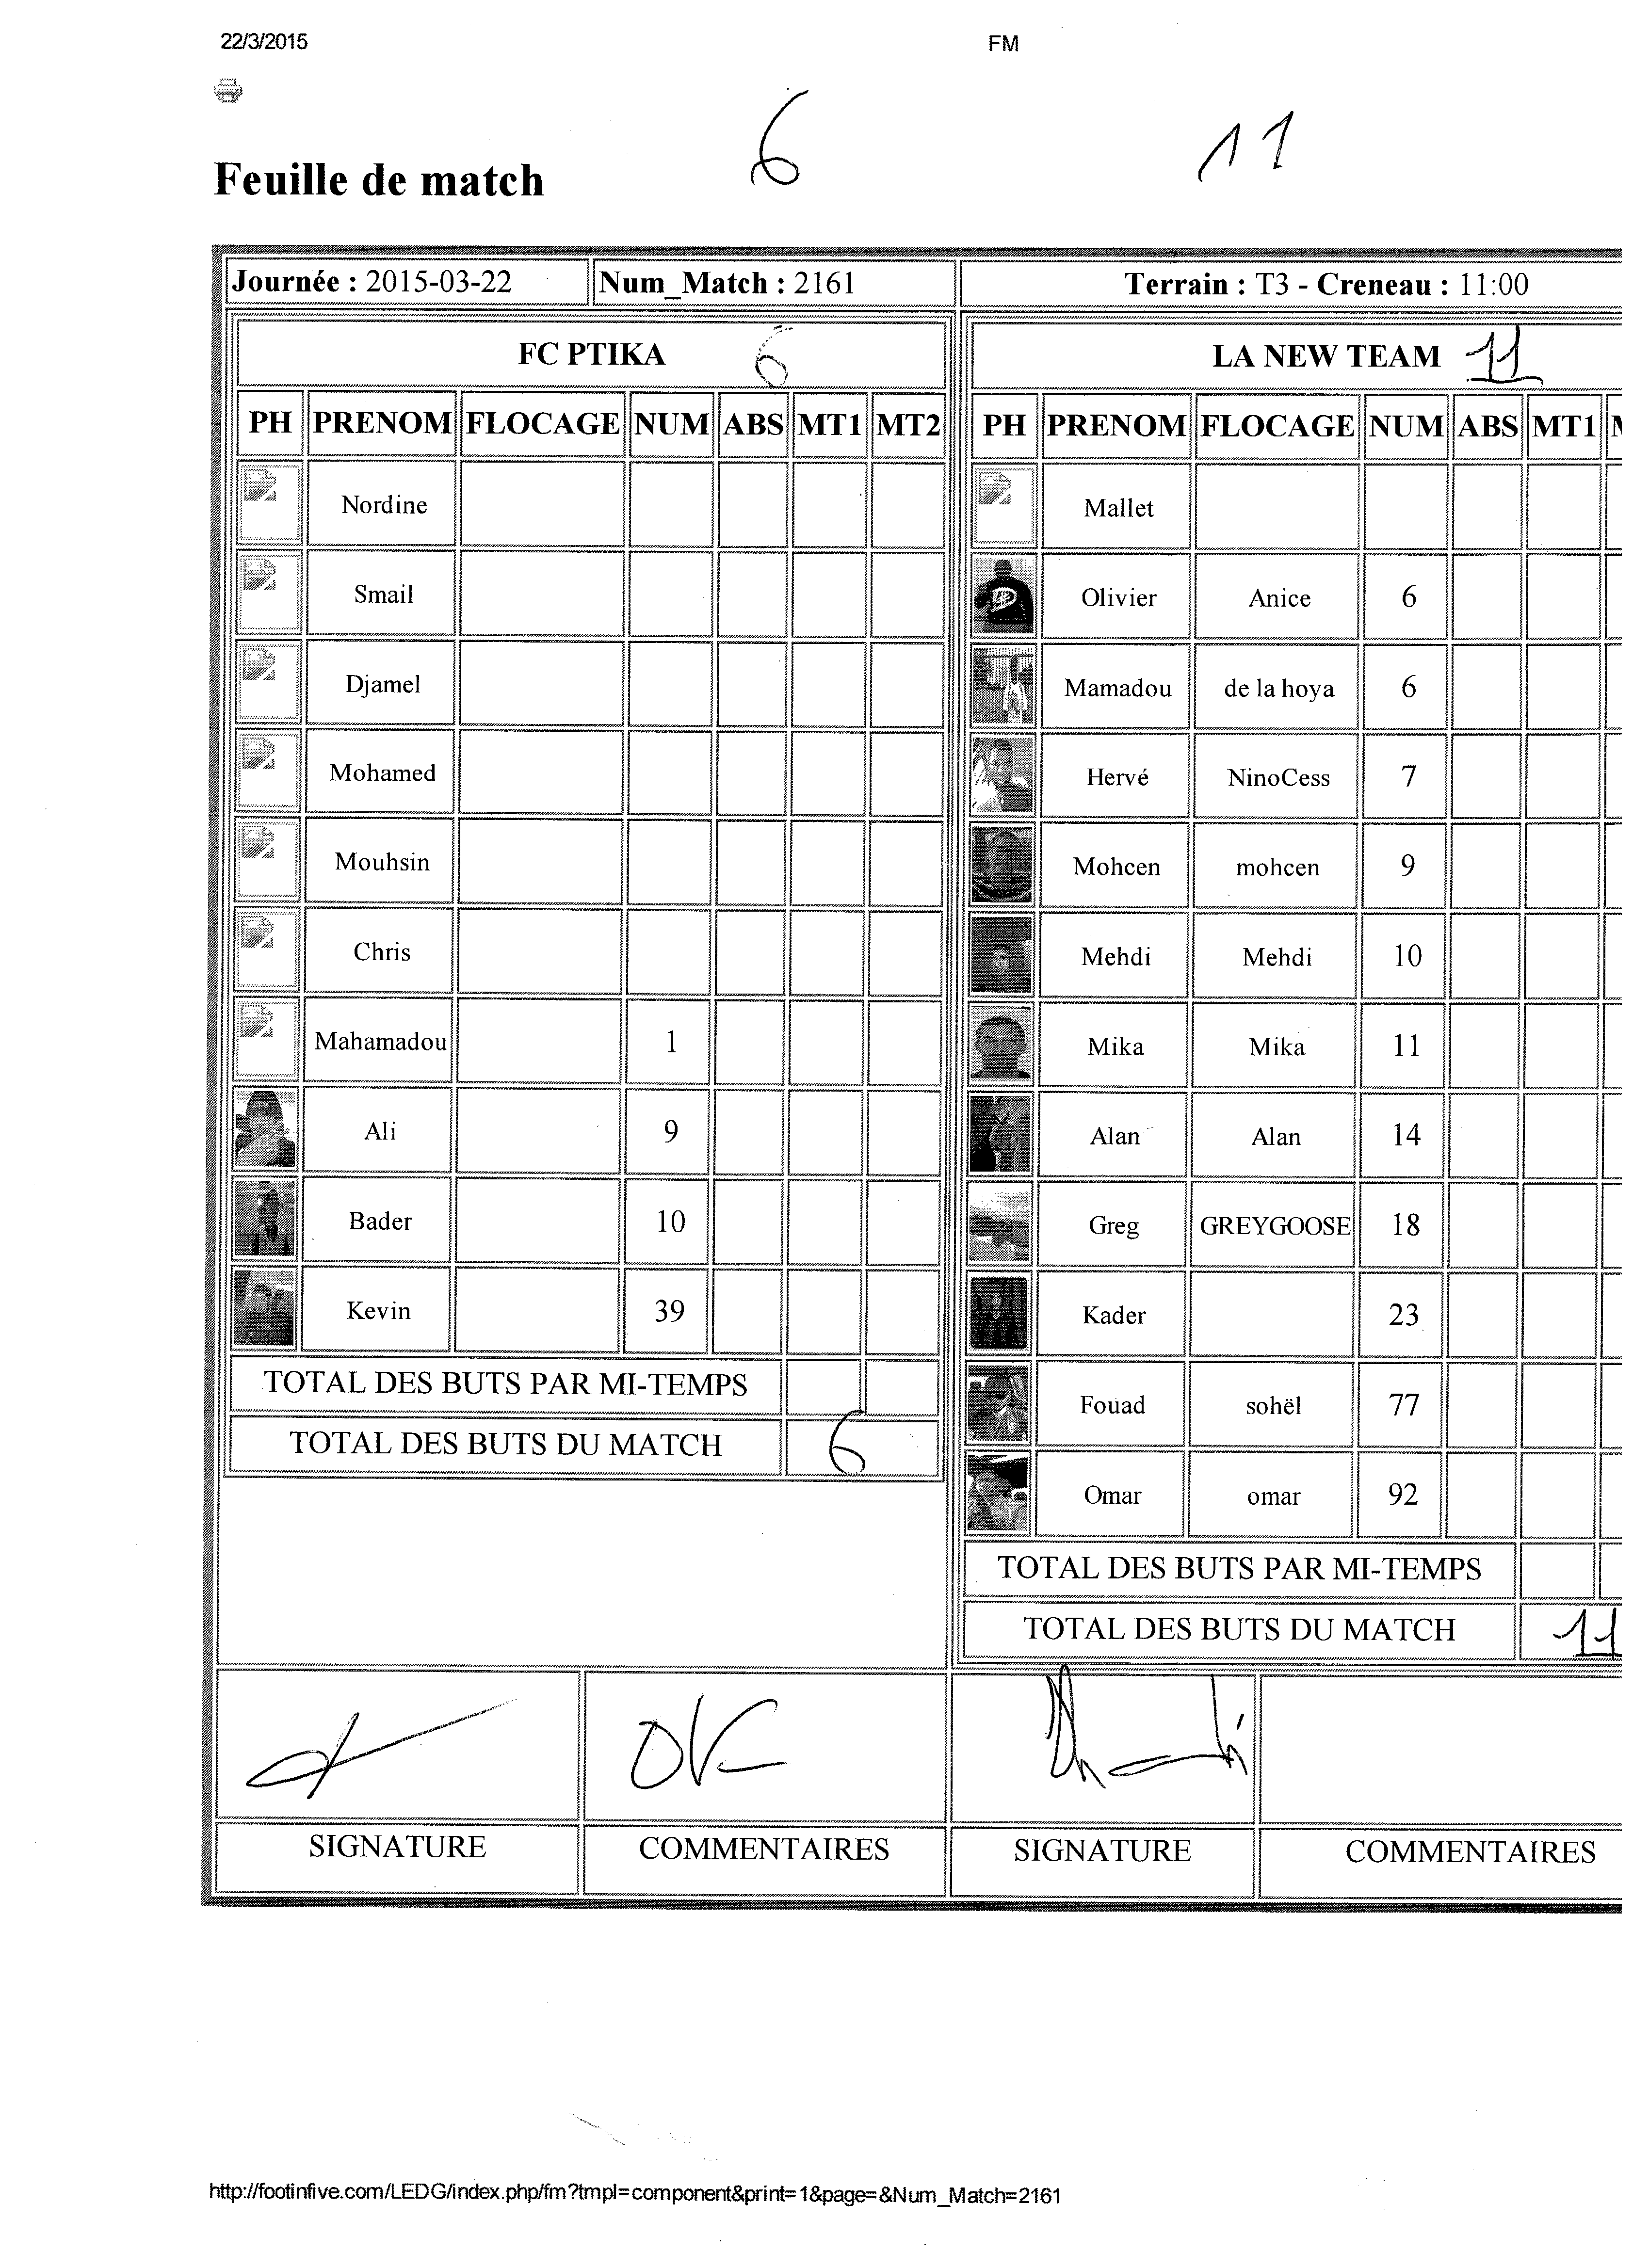 22/3/2015 FM
6 11
Feuille de match
Journée : 2015-03-22 Num_Match : 2161 Terrain : T3 - Creneau : 11:00
FC PTIKA 6 LA NEW TEAM 11
PH PRENOM FLOCAGE NUM ABS MT1 MT2 PH PRENOM FLOCAGE NUM ABS MT1
Nordine Mallet
Smail Olivier Anice 6
Djamel Mamadou de la hoya 6
Mohamed Hervé NinoCess 7
Mouhsin Mohcen mohcen 9
Chris Mehdi Mehdi 10
Mahamadou 1 Mika Mika 11
Ali 9 Alan Alan 14
Bader 10 Greg GREYGOOSE 18
Kevin 39 Kader 23
TOTAL DES BUTS PAR MI-TEMPS Fouad sohël 77
TOTAL DES BUTS DU MATCH 6 Omar omar 92
TOTAL DES BUTS PAR MI-TEMPS
TOTAL DES BUTS DU MATCH 11
OK
SIGNATURE COMMENTAIRES SIGNATURE COMMENTAIRES
http://footinfive.com/LEDG/index.php/fm?tmpl=component&print=1&page=&Num_Match=2161